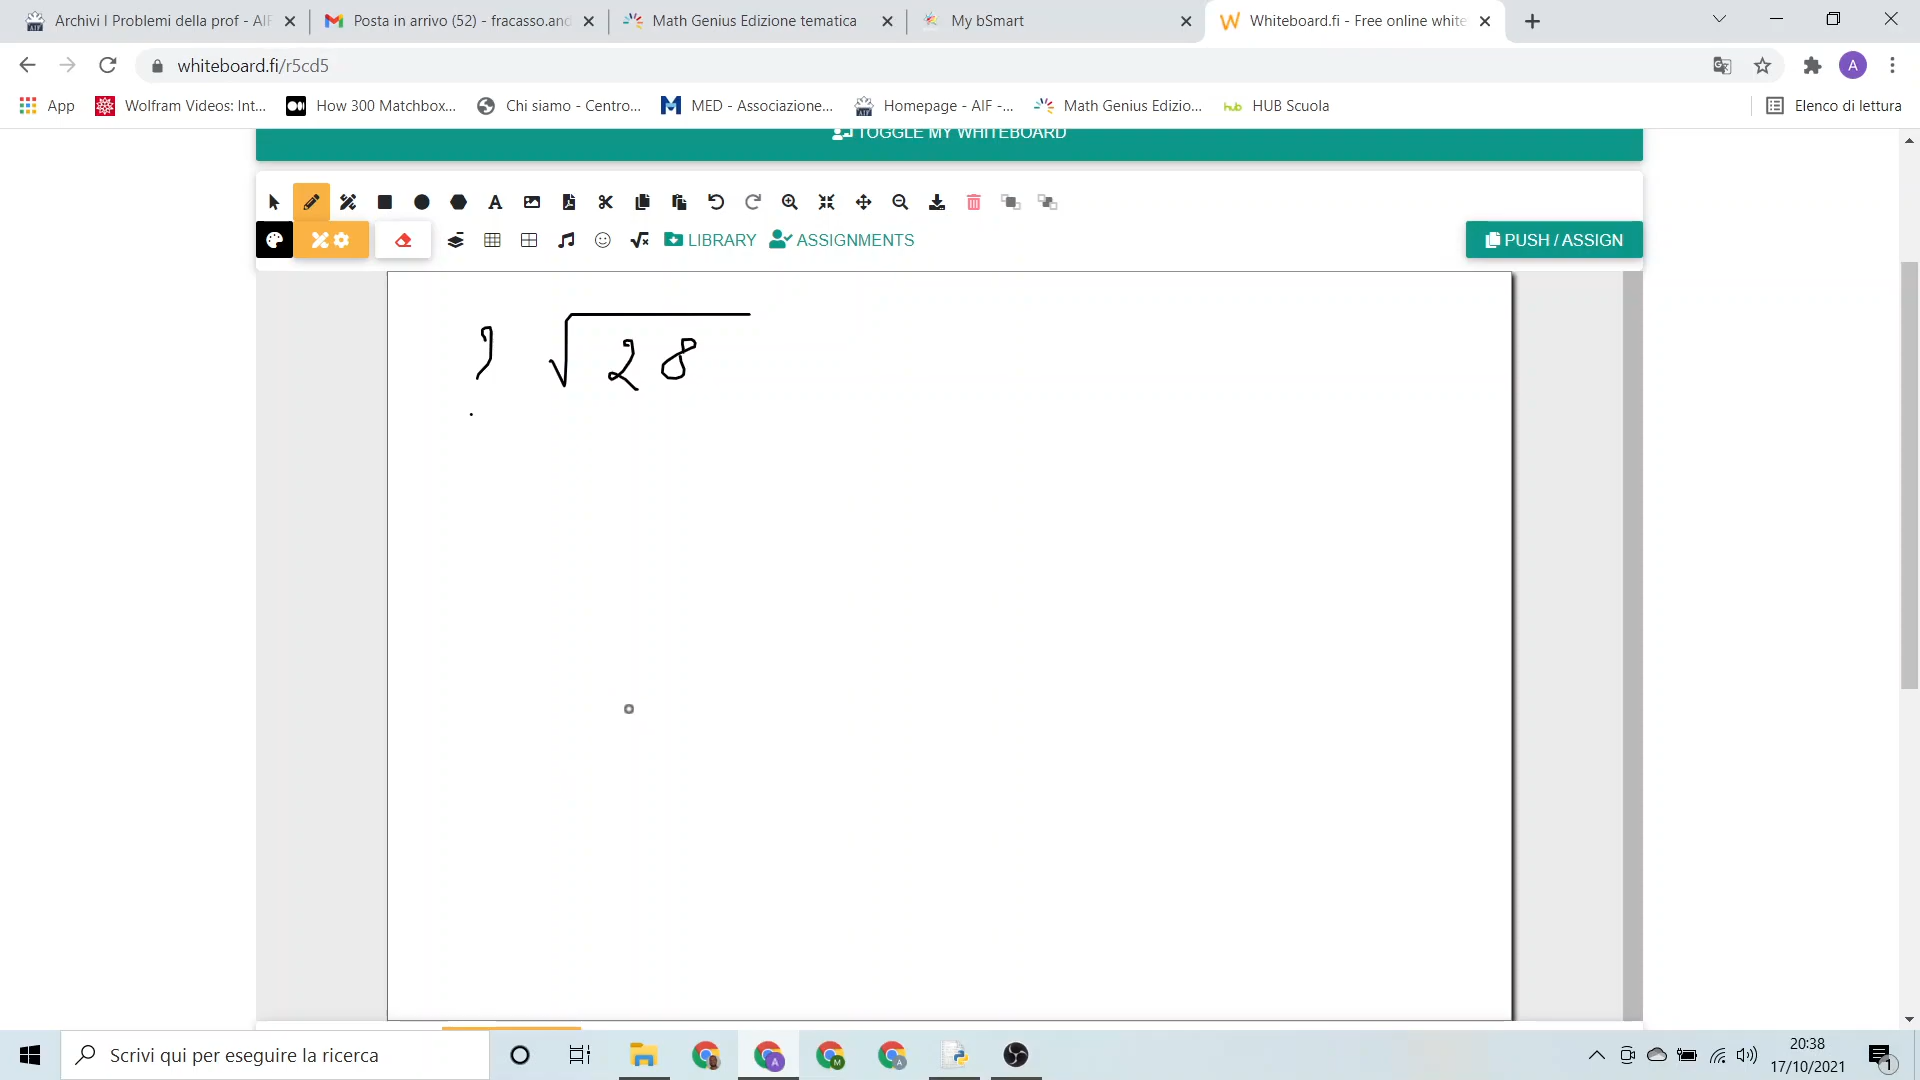 Archivi I Problemi della prof - AIF
Posta in arrivo (52) - fracasso.and
Math Genius Edizione tematica
My bSmart
Whiteboard.fi - Free online white
whiteboard.fi/r5cd5
A
App
Wolfram Videos: Int...
How 300 Matchbox...
Chi siamo - Centro...
MED - Associazione...
Homepage - AIF -...
Math Genius Edizio...
HUB Scuola
Elenco di lettura
TOGGLE MY WHITEBOARD
LIBRARY
ASSIGNMENTS
PUSH / ASSIGN
√28
Scrivi qui per eseguire la ricerca
20:38
17/10/2021
1